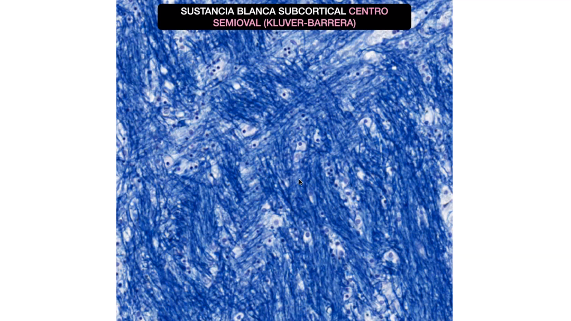 SUSTANCIA BLANCA SUBCORTICAL CENTRO
SEMIOVAL (KLUVER-BARRERA)